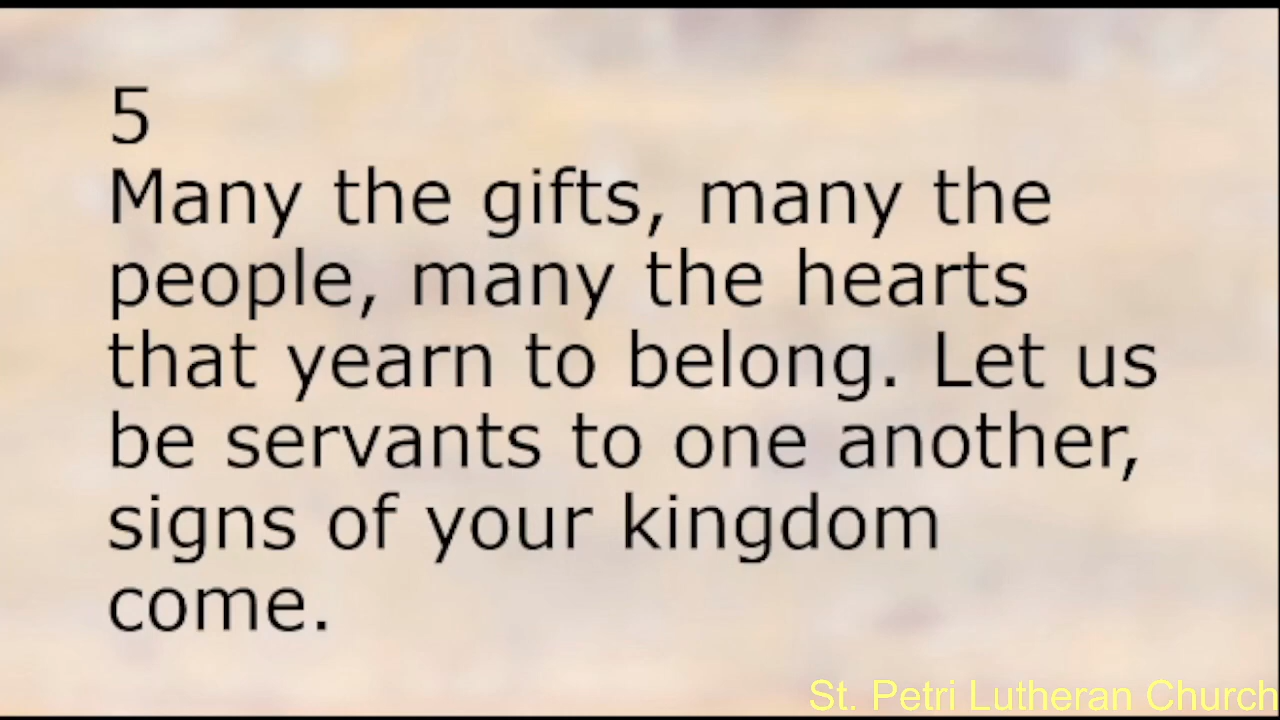 5
Many the gifts, many the
people, many the hearts
that yearn to belong. Let us
be servants to one another,
signs of your kingdom
come.
St. Petri Lutheran Church